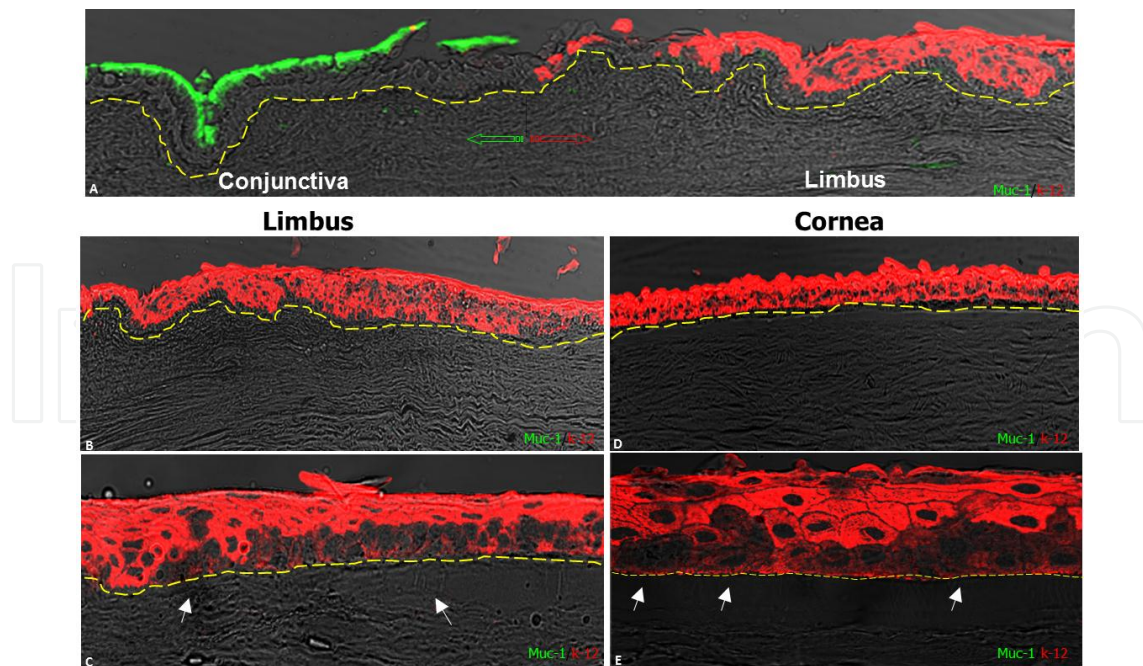 Conjunctiva
Limbus
A
Muc-1/k-12
Limbus
Cornea
B
Muc-1/k-12
D
Muc-1/k-12
C
Muc-1/k-12
E
Muc-1/k-12